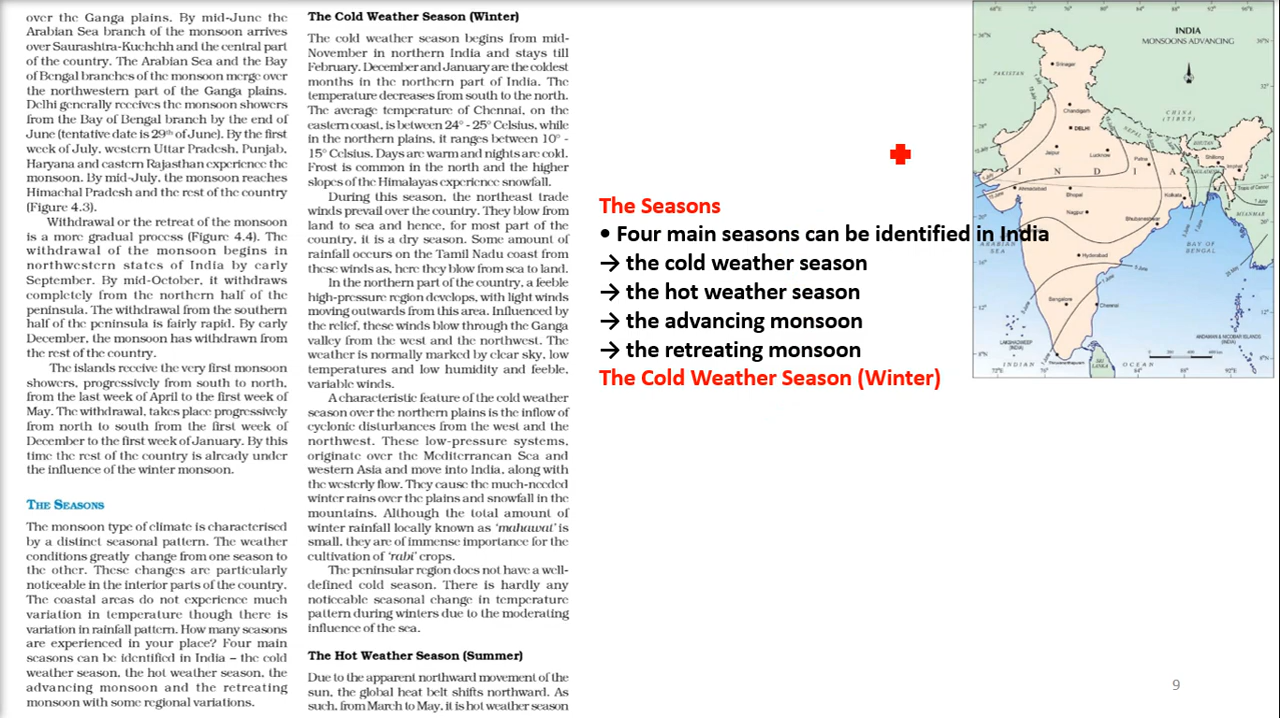 over the Ganga plains. By mid-June the
Arabian Sea branch of the monsoon arrives
over Saurashtra-Kuchchh and the central part
of the country. The Arabian Sea and the Bay
of Bengal branches of the monsoon merge over
the northwestern part of the Ganga plains.
Delhi generally receives the monsoon showers
from the Bay of Bengal branch by the end of
June (tentative date is 29th of June). By the first
week of July, western Uttar Pradesh, Punjab,
Haryana and eastern Rajasthan experience the
monsoon. By mid-July, the monsoon reaches
Himachal Pradesh and the rest of the country
(Figure 4.3).
Withdrawal or the retreat of the monsoon
is a more gradual process (Figure 4.4). The
withdrawal of the monsoon begins in
northwestern states of India by early
September. By mid-October, it withdraws
completely from the northern half of the
peninsula. The withdrawal from the southern
half of the peninsula is fairly rapid. By early
December, the monsoon has withdrawn from
the rest of the country.
The islands receive the very first monsoon
showers, progressively from south to north,
from the last week of April to the first week of
May. The withdrawal, takes place progressively
from north to south from the first week of
December to the first week of January. By this
time the rest of the country is already under
the influence of the winter monsoon.
THE SEASONS
The monsoon type of climate is characterised
by a distinct seasonal pattern. The weather
conditions greatly change from one season to
the other. These changes are particularly
noticeable in the interior parts of the country.
The coastal areas do not experience much
variation in temperature though there is
variation in rainfall pattern. How many seasons
are experienced in your place? Four main
seasons can be identified in India – the cold
weather season, the hot weather season, the
advancing monsoon and the retreating
monsoon with some regional variations.
The Cold Weather Season (Winter)
The cold weather season begins from mid-
November in northern India and stays till
February. December and January are the coldest
months in the northern part of India. The
temperature decreases from south to the north.
The average temperature of Chennai, on the
eastern coast, is between 24° - 25° Celsius, while
in the northern plains, it ranges between 10° -
15° Celsius. Days are warm and nights are cold.
Frost is common in the north and the higher
slopes of the Himalayas experience snowfall.
During this season, the northeast trade
winds prevail over the country. They blow from
land to sea and hence, for most part of the
country, it is a dry season. Some amount of
rainfall occurs on the Tamil Nadu coast from
these winds as, here they blow from sea to land.
In the northern part of the country, a feeble
high-pressure region develops, with light winds
moving outwards from this area. Influenced by
the relief, these winds blow through the Ganga
valley from the west and the northwest. The
weather is normally marked by clear sky, low
temperatures and low humidity and feeble,
variable winds.
A characteristic feature of the cold weather
season over the northern plains is the inflow of
cyclonic disturbances from the west and the
northwest. These low-pressure systems,
originate over the Mediterranean Sea and
western Asia and move into India, along with
the westerly flow. They cause the much-needed
winter rains over the plains and snowfall in the
mountains. Although the total amount of
winter rainfall locally known as 'mahawat' is
small, they are of immense importance for the
cultivation of 'rabi' crops.
The peninsular region does not have a well-
defined cold season. There is hardly any
noticeable seasonal change in temperature
pattern during winters due to the moderating
influence of the sea.
The Hot Weather Season (Summer)
Due to the apparent northward movement of the
sun, the global heat belt shifts northward. As
such, from March to May, it is hot weather season
The Seasons
• Four main seasons can be identified in India
→ the cold weather season
→ the hot weather season
→ the advancing monsoon
→ the retreating monsoon
The Cold Weather Season (Winter)
INDIA
MONSOONS ADVANCING
PAKISTAN
Srinagar
CHINA
(TIBET)
Chandigarh
DELHI
NEPAL
BHUTAN
Jaipur
Lucknow
Patna
Shillong
Imphal
I N D I A
BANGLADESH
Tropic of Cancer
Ahmadabad
Bhopal
Kolkata
Nagpur
Bhubaneshwar
MYANMAR
ARABIAN
SEA
BAY OF
BENGAL
Hyderabad
Bangalore
Chennai
LAKSHADWEEP
(INDIA)
ANDAMAN AND NICOBAR ISLANDS
(INDIA)
SRI
LANKA
INDIAN OCEAN
9